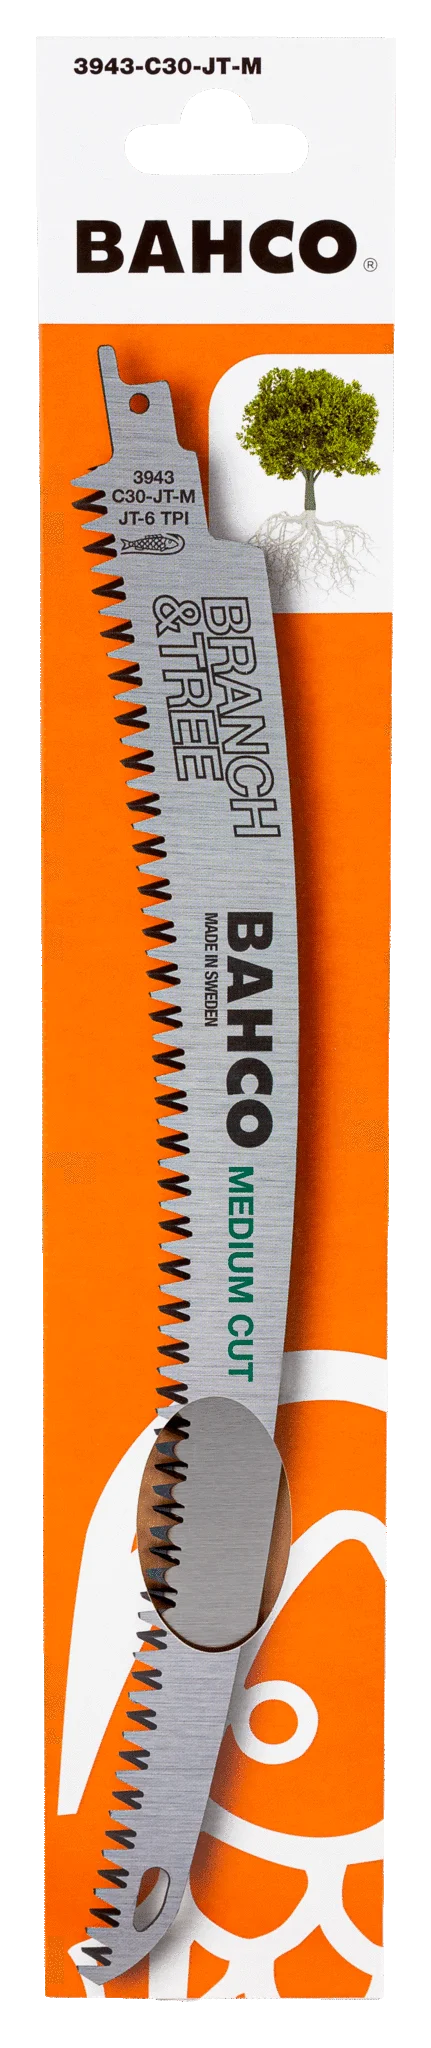 3943-C30-JT-M
BAHCO®
3943
C30-JT-M
JT-6 TPI
BRANCH
& TREE
BAHCO
MADE IN SWEDEN
MEDIUM CUT